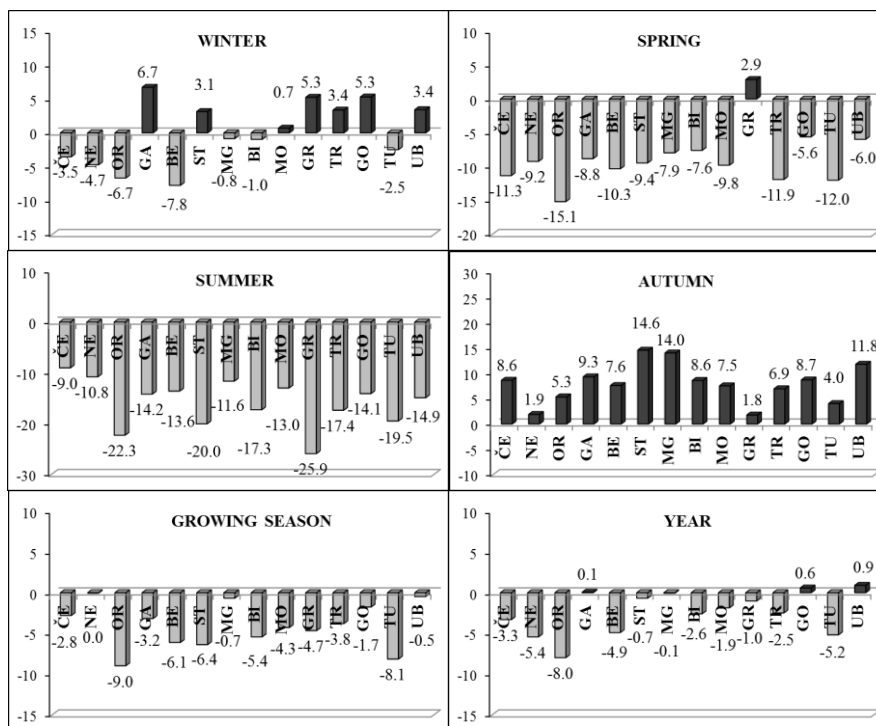 WINTER
15
10
5
0
-5
-10
-15
ČE NE OR GA BE ST MG BI MO GR TR GO TU UB
-3.5 -4.7 -6.7 6.7 -7.8 3.1 -0.8 -1.0 0.7 5.3 3.4 5.3 -2.5 3.4
SPRING
10
5
0
-5
-10
-15
-20
ČE NE OR GA BE ST MG BI MO GR TR GO TU UB
-11.3 -9.2 -15.1 -8.8 -10.3 -9.4 -7.9 -7.6 -9.8 2.9 -11.9 -5.6 -12.0 -6.0
SUMMER
10
0
-10
-20
-30
ČE NE OR GA BE ST MG BI MO GR TR GO TU UB
-9.0 -10.8 -22.3 -14.2 -13.6 -20.0 -11.6 -17.3 -13.0 -25.9 -17.4 -14.1 -19.5 -14.9
AUTUMN
30
25
20
15
10
5
0
-5
-10
8.6 1.9 5.3 9.3 7.6 14.6 14.0 8.6 7.5 1.8 6.9 8.7 4.0 11.8
ČE NE OR GA BE ST MG BI MO GR TR GO TU UB
GROWING SEASON
10
5
0
-5
-10
-15
ČE NE OR GA BE ST MG BI MO GR TR GO TU UB
-2.8 0.0 -9.0 -3.2 -6.1 -6.4 -0.7 -5.4 -4.3 -4.7 -3.8 -1.7 -8.1 -0.5
YEAR
10
5
0
-5
-10
-15
ČE NE OR GA BE ST MG BI MO GR TR GO TU UB
-3.3 -5.4 -8.0 0.1 -4.9 -0.7 -0.1 -2.6 -1.9 -1.0 -2.5 0.6 -5.2 0.9